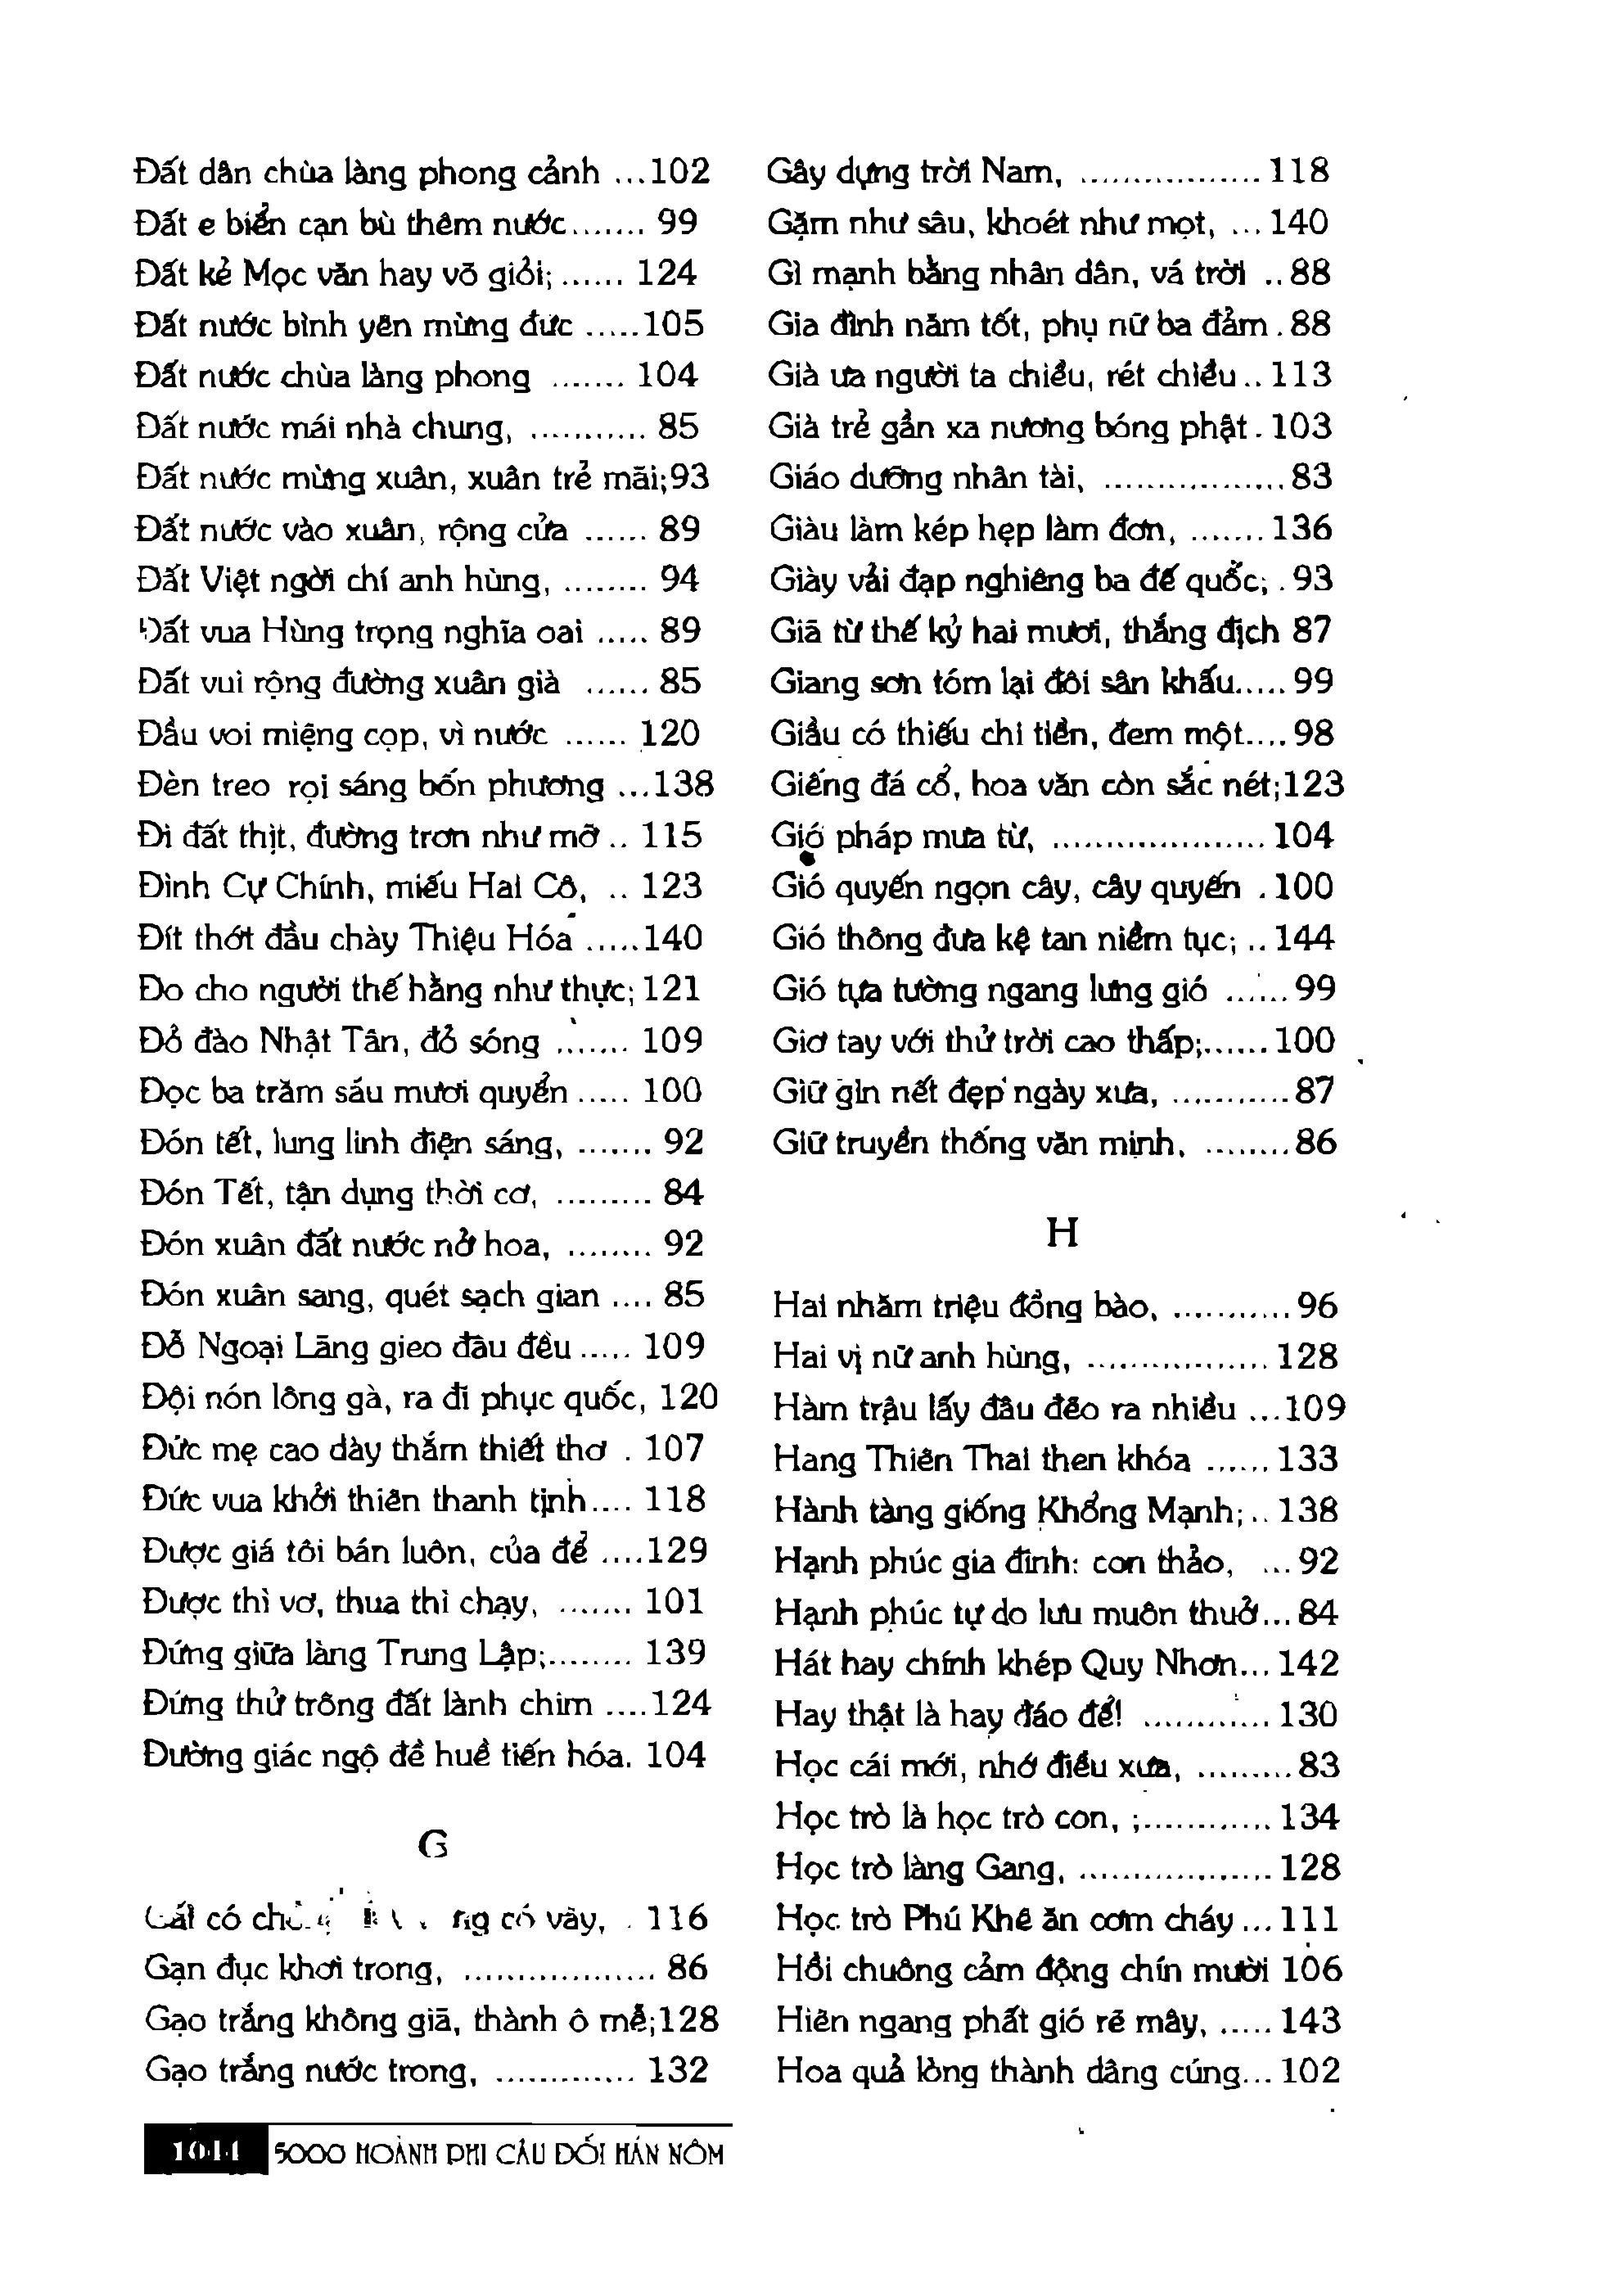 Đất dân chùa làng phong cảnh ...102
Đất e biển cạn bù thêm nước....... 99
Đất kẻ Mọc văn hay võ giỏi; ...... 124
Đất nước bình yên mừng đức .....105
Đất nước chùa làng phong ....... 104
Đất nước mái nhà chung, ........... 85
Đất nước mừng xuân, xuân trẻ mãi;93
Đất nước vào xuân, rộng cửa ...... 89
Đất Việt ngời chí anh hùng, ........ 94
Đất vua Hùng trọng nghĩa oai ..... 89
Đất vui rộng đường xuân già ...... 85
Đầu voi miệng cọp, vì nước ...... 120
Đèn treo rọi sáng bốn phương ...138
Đi đất thịt, đường trơn như mỡ .. 115
Đình Cự Chính, miếu Hai Cô, .. 123
Đít thớt đầu chày Thiệu Hóa .....140
Đo cho người thế hằng như thực; 121
Đỏ đào Nhật Tân, đỏ sóng ....... 109
Đọc ba trăm sáu mươi quyển ..... 100
Đón tết, lung linh điện sáng, ....... 92
Đón Tết, tận dụng thời cơ, ......... 84
Đón xuân đất nước nở hoa, ........ 92
Đón xuân sang, quét sạch gian .... 85
Đỗ Ngoại Lãng gieo đâu đều ..... 109
Đội nón lông gà, ra đi phục quốc, 120
Đức mẹ cao dày thắm thiết thơ . 107
Đức vua khởi thiên thanh tịnh.... 118
Được giá tôi bán luôn, của để ....129
Được thì vơ, thua thì chạy, ....... 101
Đứng giữa làng Trung Lập;........ 139
Đứng thử trông đất lành chim ....124
Đường giác ngộ đề huề tiến hóa. 104
G
có vảy, . 116
Gạn đục khơi trong, .................. 86
Gạo trắng không giã, thành ô mễ;128
Gạo trắng nước trong, ............. 132
Gây dựng trời Nam, ................. 118
Gặm như sâu, khoét như mọt, ... 140
Gì mạnh bằng nhân dân, vá trời .. 88
Gia đình năm tốt, phụ nữ ba đảm . 88
Già ưa người ta chiều, rét chiều .. 113
Già trẻ gần xa nương bóng phật . 103
Giáo dưỡng nhân tài, ................. 83
Giàu làm kép hẹp làm đơn, ....... 136
Giày vải đạp nghiêng ba đế quốc; . 93
Giã từ thế kỷ hai mươi, thắng địch 87
Giang sơn tóm lại đôi sân khấu..... 99
Giầu có thiếu chi tiền, đem một.... 98
Giếng đá cổ, hoa văn còn sắc nét;123
Gió pháp mưa từ, .................... 104
Gió quyến ngọn cây, cây quyến . 100
Gió thông đưa kệ tan niềm tục; .. 144
Gió tựa tường ngang lưng gió ...... 99
Giơ tay với thử trời cao thấp;...... 100
Giữ gìn nết đẹp ngày xưa, ........... 87
Giữ truyền thống văn minh, ........ 86
H
Hai nhăm triệu đồng bào, ........... 96
Hai vị nữ anh hùng, ................. 128
Hàm trậu lấy đâu đẽo ra nhiều ...109
Hang Thiên Thai then khóa ...... 133
Hành tàng giống Khổng Mạnh; .. 138
Hạnh phúc gia đình: con thảo, ... 92
Hạnh phúc tự do lưu muôn thuở... 84
Hát hay chính khép Quy Nhơn... 142
Hay thật là hay đáo để! ............ 130
Học cái mới, nhớ điều xưa, ......... 83
Học trò là học trò con, ;............. 134
Học trò làng Gang, .................. 128
Học trò Phú Khê ăn cơm cháy ... 111
Hồi chuông cảm động chín mười 106
Hiên ngang phất gió rẽ mây, ..... 143
Hoa quả lòng thành dâng cúng... 102
1044 5000 HOÀNH PHI CÂU ĐỐI HÁN NÔM